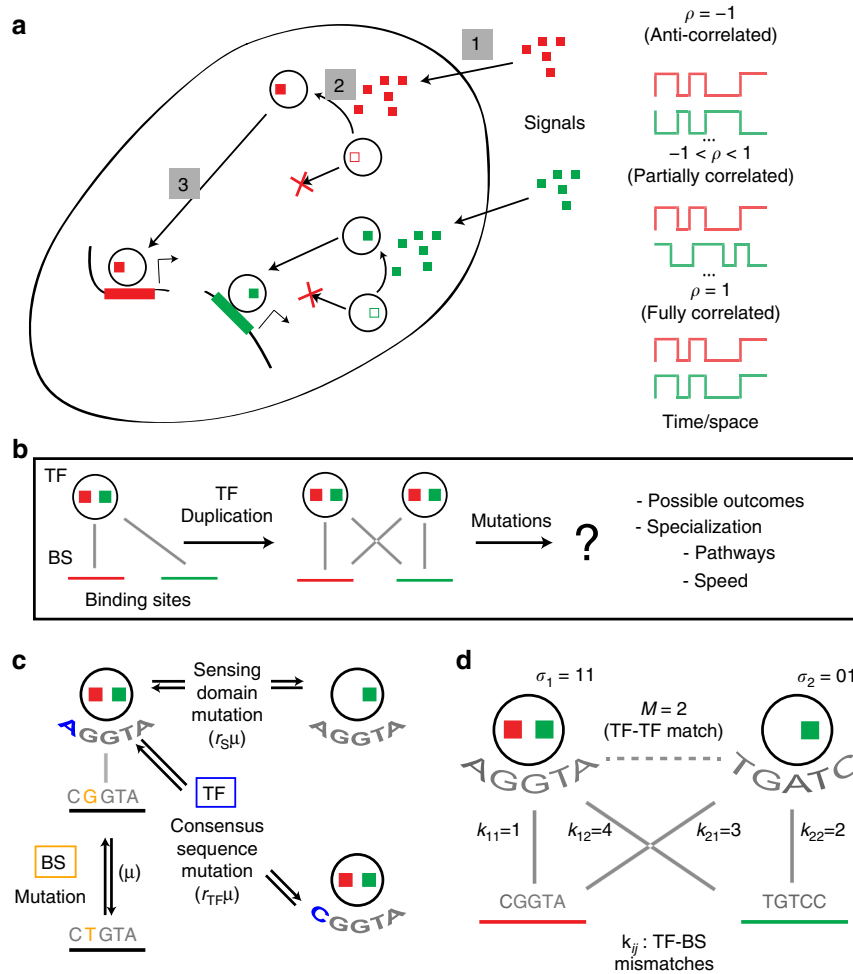 a
1
2
3
Signals
ρ = −1
(Anti-correlated)
...
−1 < ρ < 1
(Partially correlated)
...
ρ = 1
(Fully correlated)
Time/space
b
TF
BS
Binding sites
TF
Duplication
Mutations
?
- Possible outcomes
- Specialization
- Pathways
- Speed
c
AGGTA
CGGTA
Sensing
domain
mutation
(rSμ)
AGGTA
TF
Consensus
sequence
mutation
(rTFμ)
CGGTA
BS
Mutation
(μ)
CTGTA
d
σ1 = 11
σ2 = 01
M = 2
(TF-TF match)
AGGTA
TGATC
k11=1
k12=4
k21=3
k22=2
CGGTA
TGTCC
kij : TF-BS
mismatches